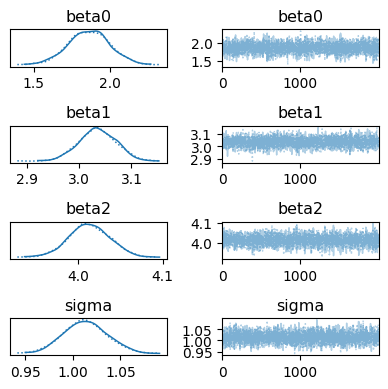 beta0 beta0
2.0
1.5
1.5 2.0 0 1000
beta1 beta1
3.1
3.0
2.9
2.9 3.0 3.1 0 1000
beta2 beta2
4.1
4.0
4.0 4.1 0 1000
sigma sigma
1.05
1.00
0.95
0.95 1.00 1.05 0 1000